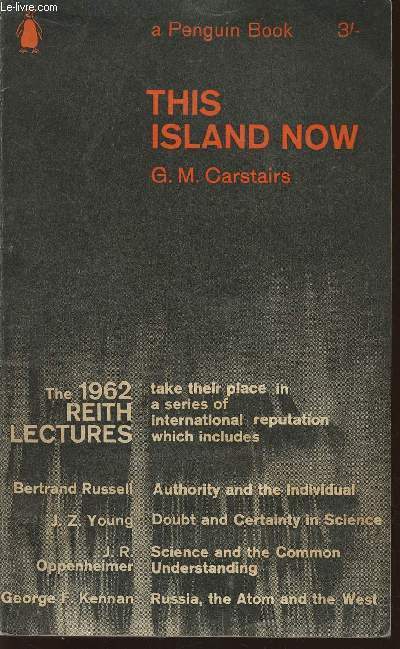 Le-livre.com
a Penguin Book 3/-
THIS
ISLAND NOW
G. M. Carstairs
The 1962
REITH
LECTURES
take their place in
a series of
international reputation
which includes
Bertrand Russell Authority and the Individual
J. Z. Young Doubt and Certainty in Science
J. R.
Oppenheimer
Science and the Common
Understanding
George F. Kennan Russia, the Atom and the West